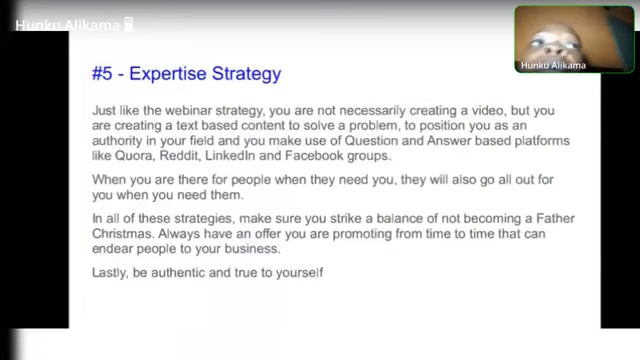 Hunku Alikama
Hunku Alikama
#5 - Expertise Strategy
Just like the webinar strategy, you are not necessarily creating a video, but you
are creating a text based content to solve a problem, to position you as an
authority in your field and you make use of Question and Answer based platforms
like Quora, Reddit, LinkedIn and Facebook groups.
When you are there for people when they need you, they will also go all out for
you when you need them.
In all of these strategies, make sure you strike a balance of not becoming a Father
Christmas. Always have an offer you are promoting from time to time that can
endear people to your business.
Lastly, be authentic and true to yourself